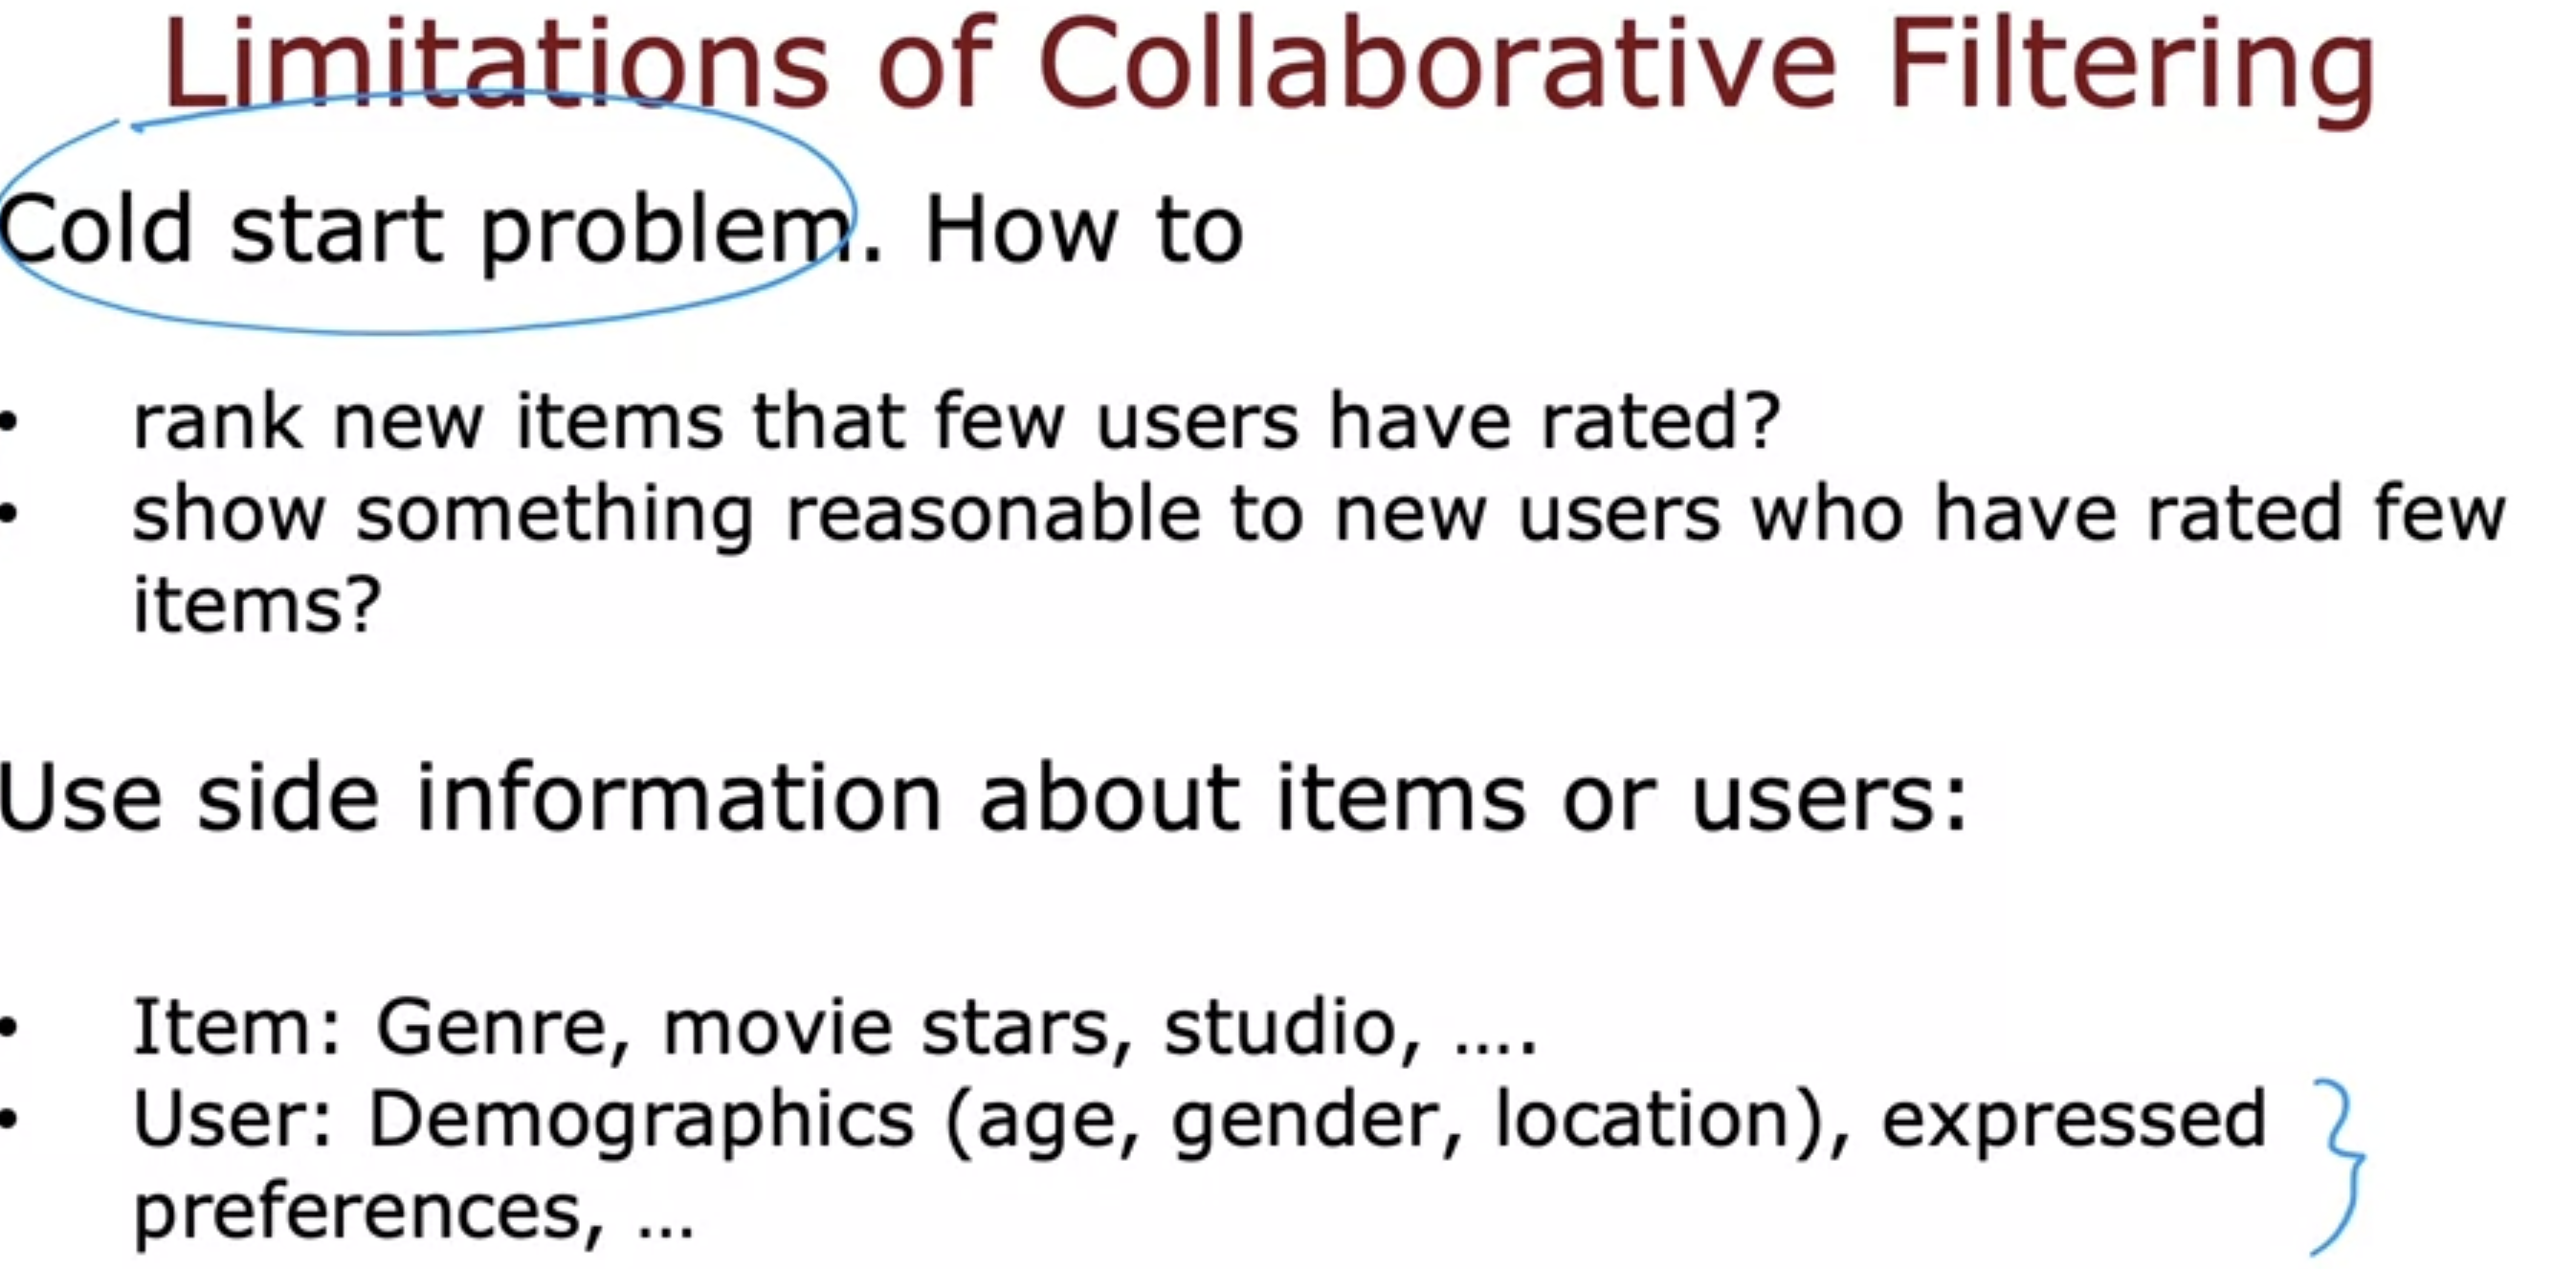 Limitations of Collaborative Filtering
Cold start problem. How to
• rank new items that few users have rated?
• show something reasonable to new users who have rated few
items?
Use side information about items or users:
• Item: Genre, movie stars, studio, ....
• User: Demographics (age, gender, location), expressed
preferences, ...